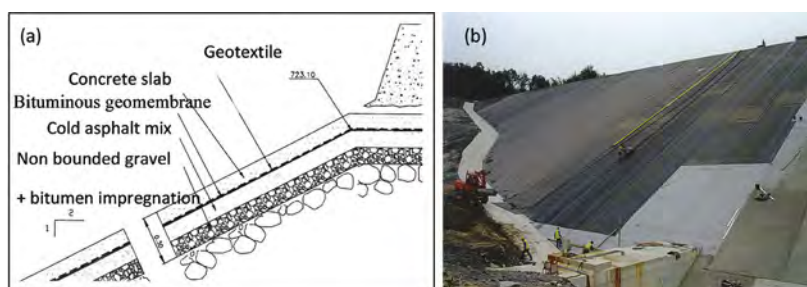 (a)
Geotextile
Concrete slab
723.10
Bituminous geomembrane
Cold asphalt mix
Non bounded gravel
+ bitumen impregnation
2
1
(b)